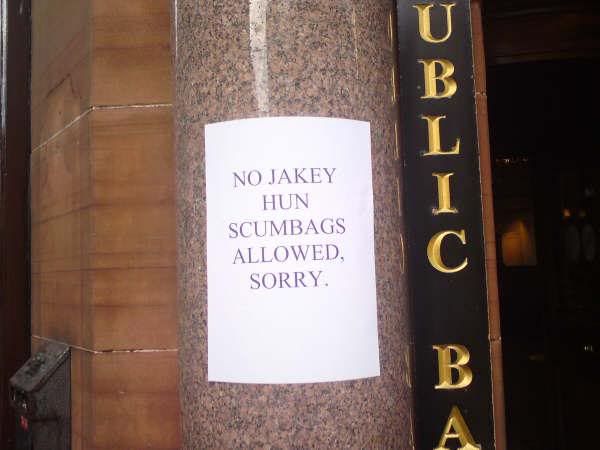 NO JAKEY
HUN
SCUMBAGS
ALLOWED,
SORRY.
UBLIC BA